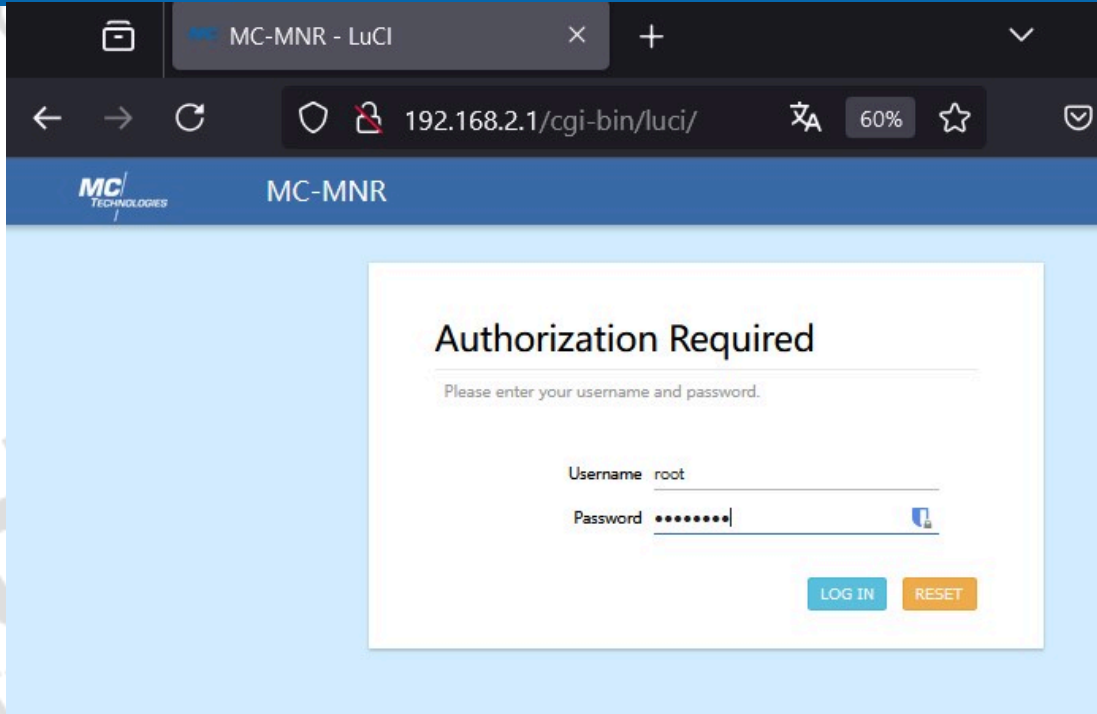 MC-MNR - LuCI
192.168.2.1/cgi-bin/luci/
60%
MC
TECHNOLOGIES
MC-MNR
Authorization Required
Please enter your username and password.
Username root
Password ••••••••
LOG IN RESET